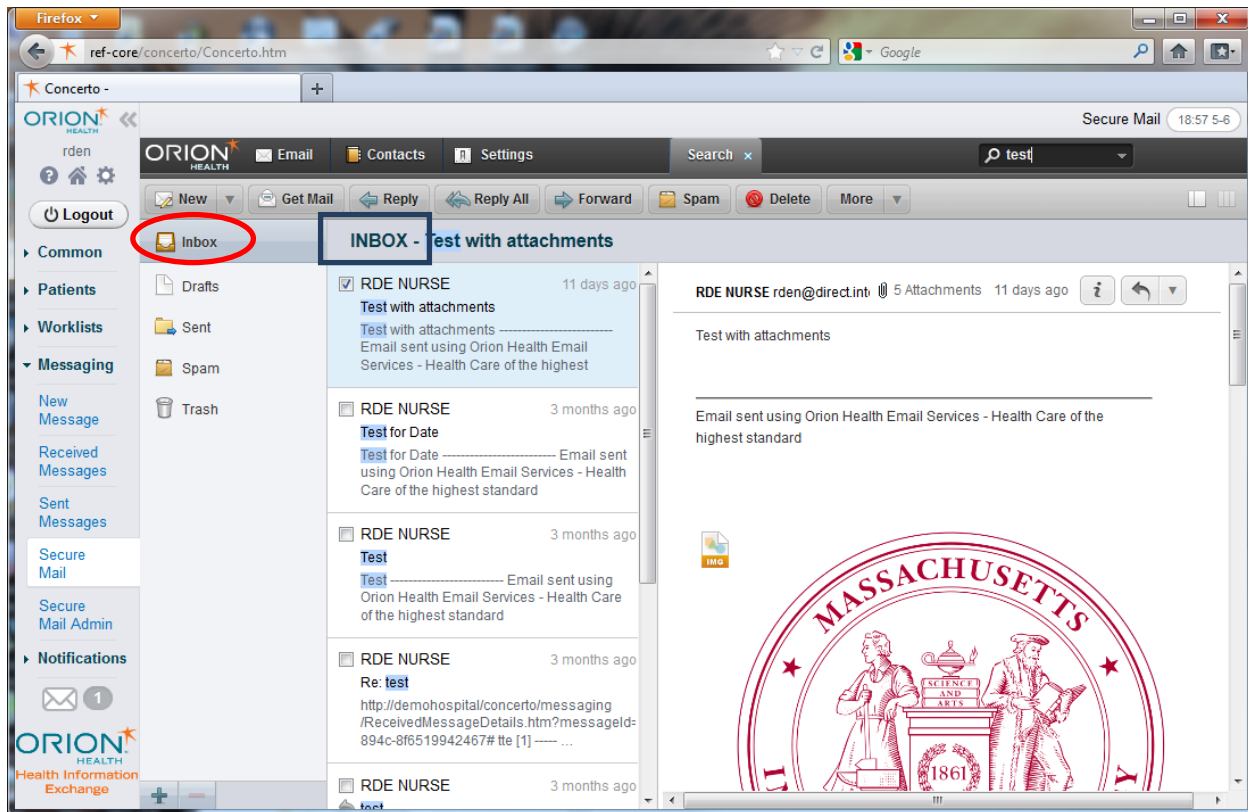 Firefox
ref-core/concerto/Concerto.htm
Google
Concerto -
+
ORION
HEALTH
Secure Mail 18:57 5-6
rden
Logout
Common
Patients
Worklists
Messaging
New
Message
Received
Messages
Sent
Messages
Secure
Mail
Secure
Mail Admin
Notifications
1
ORION
HEALTH
Health Information
Exchange
ORION
HEALTH
Email Contacts Settings Search x test
New Get Mail Reply Reply All Forward Spam Delete More
Inbox
Drafts
Sent
Spam
Trash
INBOX - Test with attachments
RDE NURSE 11 days ago
Test with attachments
Test with attachments --------------------------
Email sent using Orion Health Email
Services - Health Care of the highest
RDE NURSE 3 months ago
Test for Date
Test for Date -------------------------- Email sent
using Orion Health Email Services - Health
Care of the highest standard
RDE NURSE 3 months ago
Test
Test -------------------------- Email sent using
Orion Health Email Services - Health Care
of the highest standard
RDE NURSE 3 months ago
Re: test
http://demohospital/concerto/messaging
/ReceivedMessageDetails.htm?messageId=
894c-8f6519942467# tte [1] ----- ...
RDE NURSE 3 months ago
test
RDE NURSE rden@direct.int 5 Attachments 11 days ago
Test with attachments
Email sent using Orion Health Email Services - Health Care of the
highest standard
IMG
MASSACHUSETTS
SCIENCE
AND
ARTS
1861